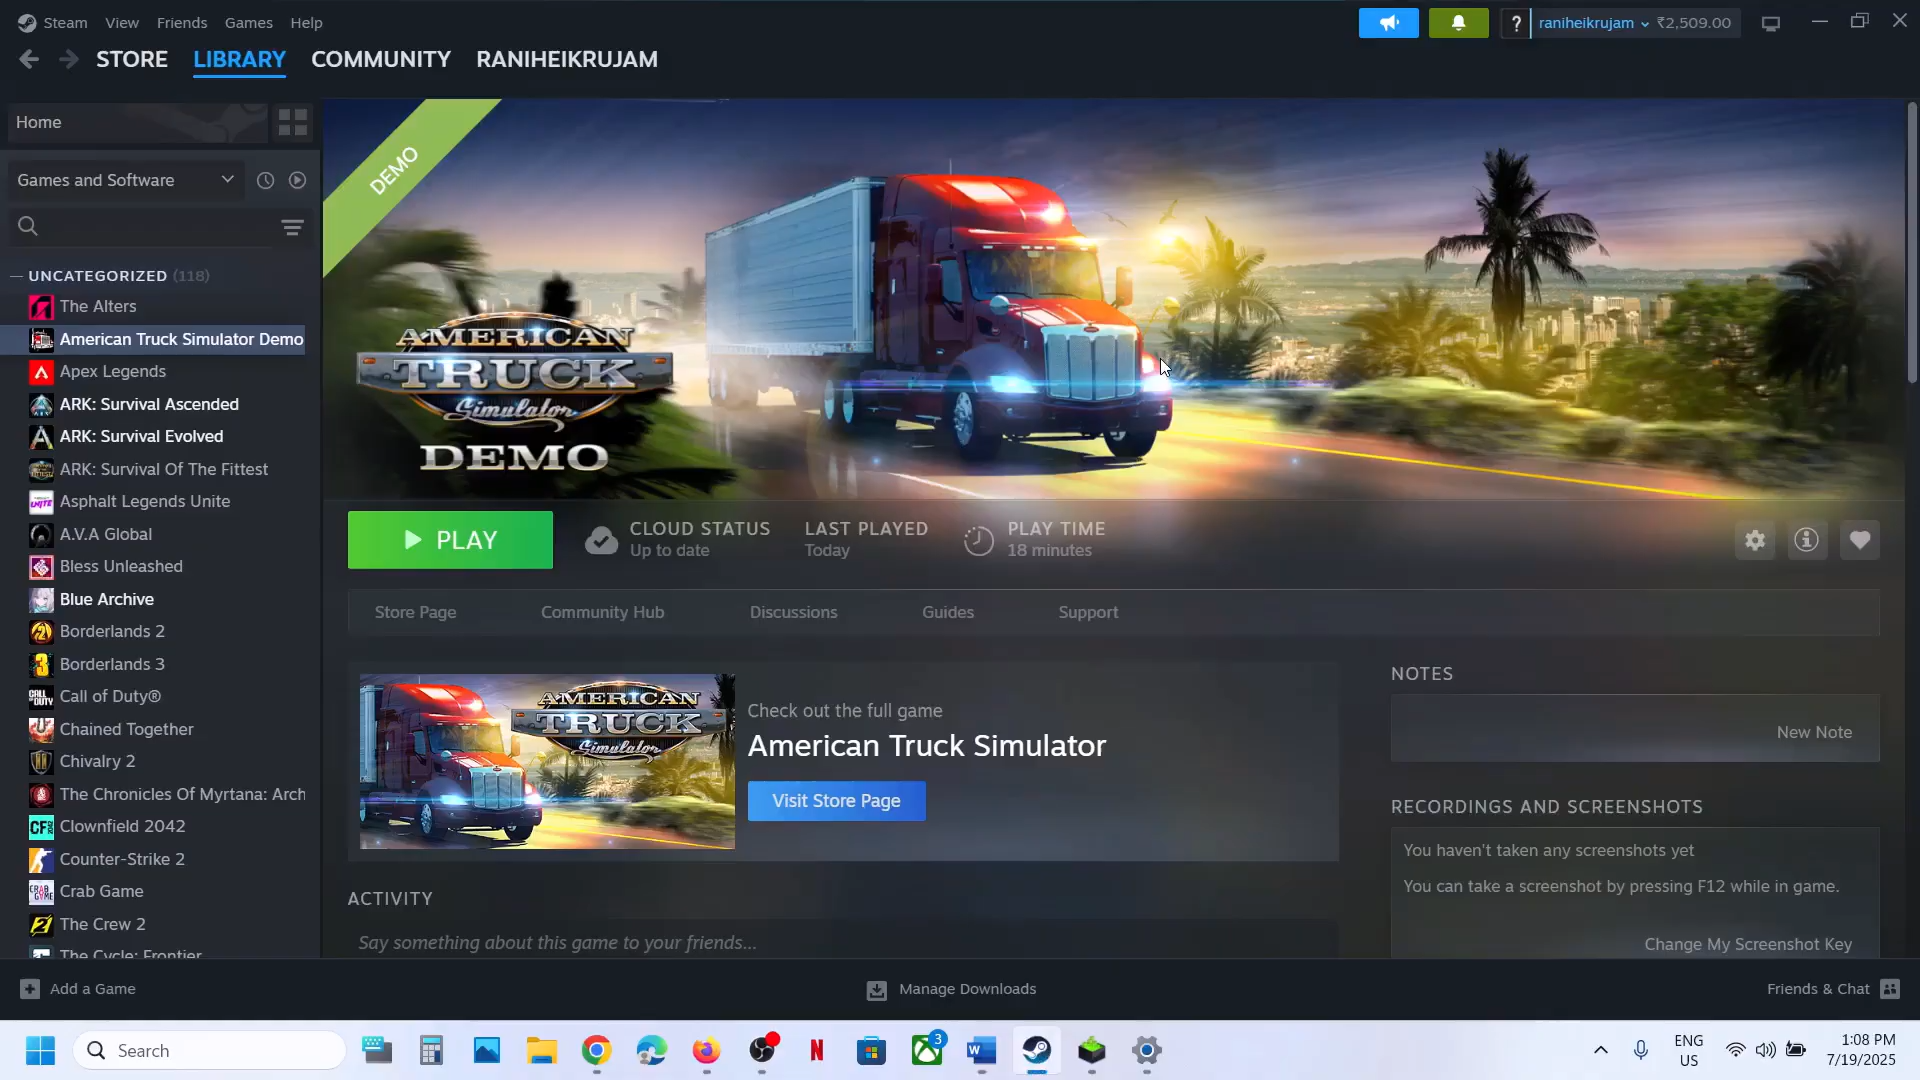 Steam View Friends Games Help
? raniheikrujam ₹2,509.00
STORE LIBRARY COMMUNITY RANIHEIKRUJAM
Home
Games and Software
UNCATEGORIZED (118)
The Alters
American Truck Simulator Demo
Apex Legends
ARK: Survival Ascended
ARK: Survival Evolved
ARK: Survival Of The Fittest
Asphalt Legends Unite
A.V.A Global
Bless Unleashed
Blue Archive
Borderlands 2
Borderlands 3
Call of Duty®
Chained Together
Chivalry 2
The Chronicles Of Myrtana: Arch
Clownfield 2042
Counter-Strike 2
Crab Game
The Crew 2
The Cycle: Frontier
DEMO
AMERICAN
TRUCK
Simulator
DEMO
PLAY
CLOUD STATUS
Up to date
LAST PLAYED
Today
PLAY TIME
18 minutes
Store Page Community Hub Discussions Guides Support
AMERICAN
TRUCK
Simulator
Check out the full game
American Truck Simulator
Visit Store Page
NOTES
New Note
RECORDINGS AND SCREENSHOTS
You haven't taken any screenshots yet
You can take a screenshot by pressing F12 while in game.
Change My Screenshot Key
ACTIVITY
Say something about this game to your friends...
Add a Game
Manage Downloads
Friends & Chat
Search
3
ENG
US
1:08 PM
7/19/2025